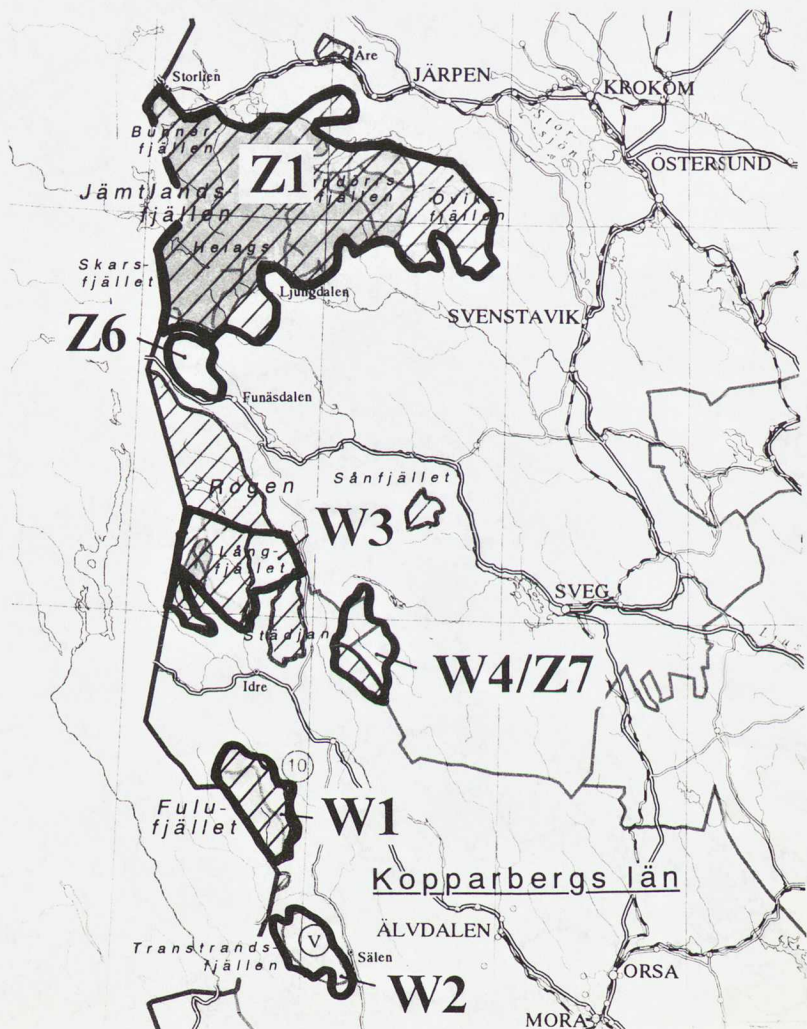 Åre
Storlien
JÄRPEN
KROKOM
Bunner-
fjällen
Z1
ÖSTERSUND
Jämtlands-
fjällen
Oviks-
fjällen
Helags
Skars-
fjället
Ljungdalen
SVENSTAVIK
Z6
Funäsdalen
Rogen
Sånfjället
W3
Lång-
fjället
SVEG
Städjan
W4/Z7
Idre
10
Fulu-
fjället
W1
Kopparbergs län
ÄLVDALEN
V
Transtrands-
fjällen
Sälen
W2
ORSA
MORA